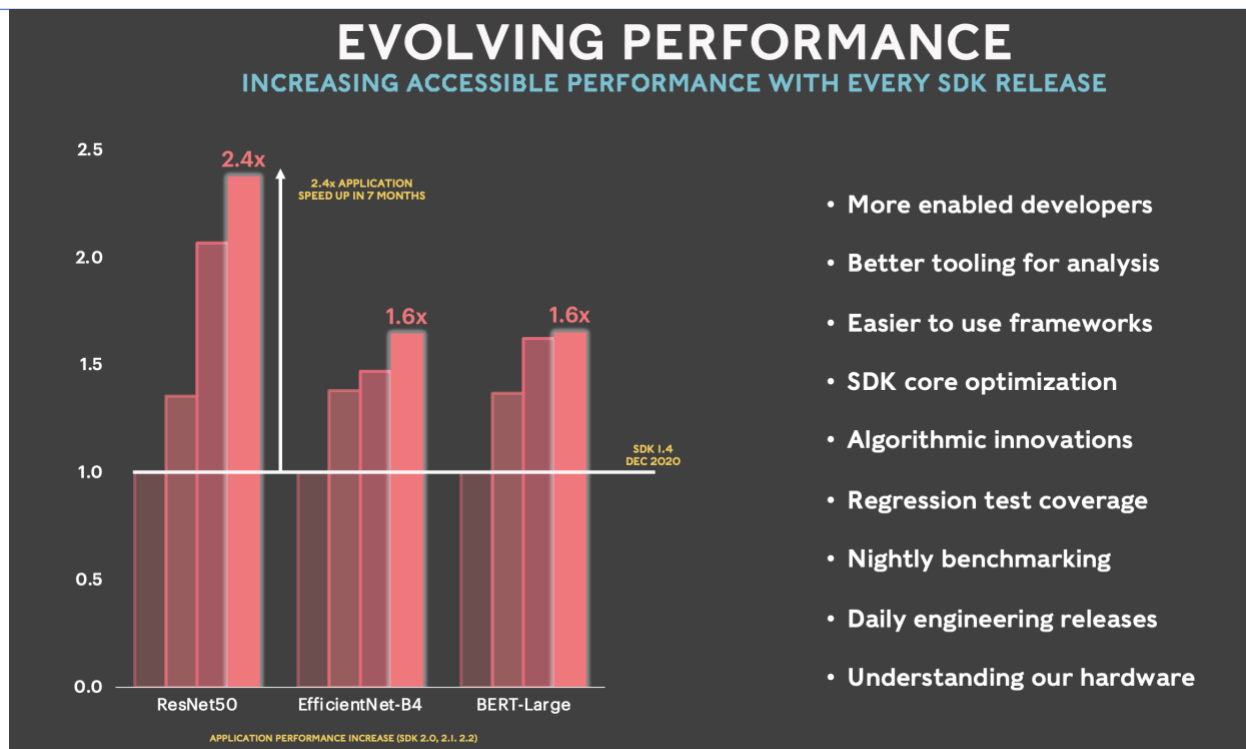 EVOLVING PERFORMANCE
INCREASING ACCESSIBLE PERFORMANCE WITH EVERY SDK RELEASE
2.5
2.4x
2.4x APPLICATION
SPEED UP IN 7 MONTHS
2.0
1.6x
1.6x
1.5
SDK 1.4
DEC 2020
1.0
0.5
0.0
ResNet50
EfficientNet-B4
BERT-Large
APPLICATION PERFORMANCE INCREASE (SDK 2.0, 2.1. 2.2)
• More enabled developers
• Better tooling for analysis
• Easier to use frameworks
• SDK core optimization
• Algorithmic innovations
• Regression test coverage
• Nightly benchmarking
• Daily engineering releases
• Understanding our hardware